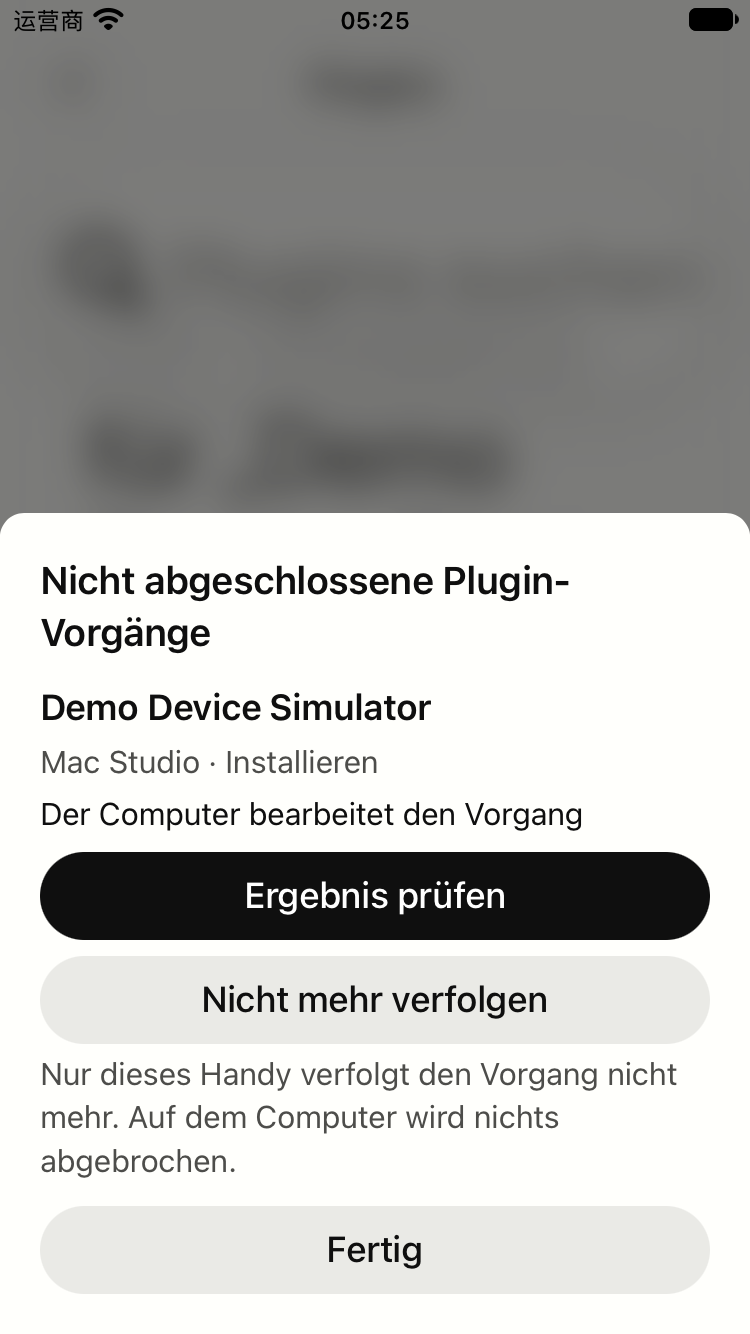 运营商
05:25
Nicht abgeschlossene Plugin-
Vorgänge
Demo Device Simulator
Mac Studio · Installieren
Der Computer bearbeitet den Vorgang
Ergebnis prüfen
Nicht mehr verfolgen
Nur dieses Handy verfolgt den Vorgang nicht
mehr. Auf dem Computer wird nichts
abgebrochen.
Fertig